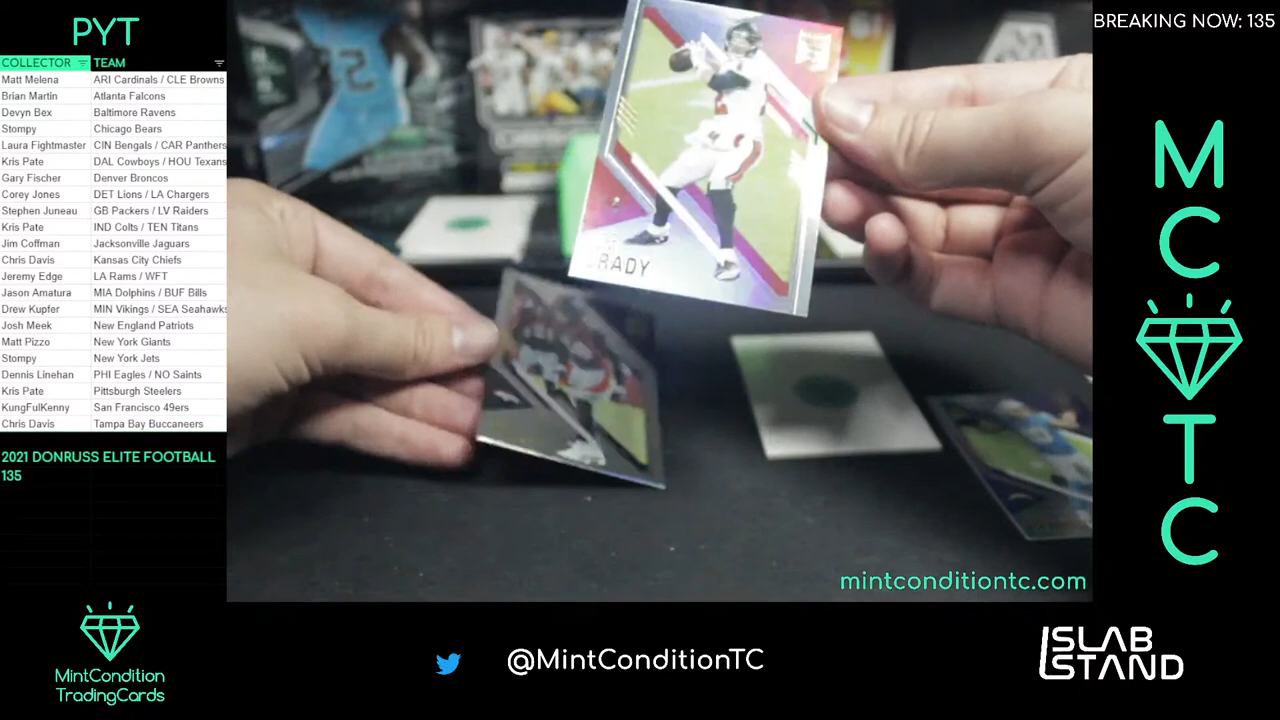 PYT
COLLECTOR TEAM
Matt Melena ARI Cardinals / CLE Browns
Brian Martin Atlanta Falcons
Devyn Bex Baltimore Ravens
Stompy Chicago Bears
Laura Fightmaster CIN Bengals / CAR Panthers
Kris Pate DAL Cowboys / HOU Texans
Gary Fischer Denver Broncos
Corey Jones DET Lions / LA Chargers
Stephen Juneau GB Packers / LV Raiders
Kris Pate IND Colts / TEN Titans
Jim Coffman Jacksonville Jaguars
Chris Davis Kansas City Chiefs
Jeremy Edge LA Rams / WFT
Jason Amatura MIA Dolphins / BUF Bills
Drew Kupfer MIN Vikings / SEA Seahawks
Josh Meek New England Patriots
Matt Pizzo New York Giants
Stompy New York Jets
Dennis Linehan PHI Eagles / NO Saints
Kris Pate Pittsburgh Steelers
KungFulKenny San Francisco 49ers
Chris Davis Tampa Bay Buccaneers
2021 DONRUSS ELITE FOOTBALL
135
MintCondition
TradingCards
BRADY
mintconditiontc.com
@MintConditionTC
BREAKING NOW: 135
M
C
T
C
SLAB
STAND